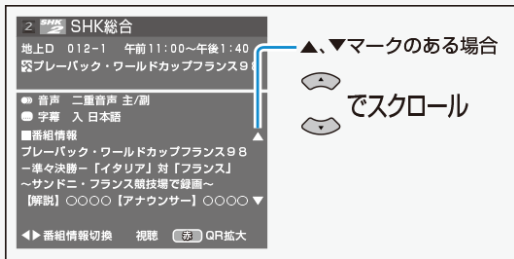 2 SHK2 SHK総合
地上D 012-1 午前11:00～午後1:40
プレーバック・ワールドカップフランス98
音声 二重音声 主/副
字幕 入 日本語
■番組情報 ▲
プレーバック・ワールドカップフランス98
－準々決勝－「イタリア」対「フランス」
～サンドニ・フランス競技場で録画～
【解説】○○○○【アナウンサー】○○○○ ▼
◀▶番組情報切換 視聴 赤 QR拡大
▲、▼マークのある場合
でスクロール